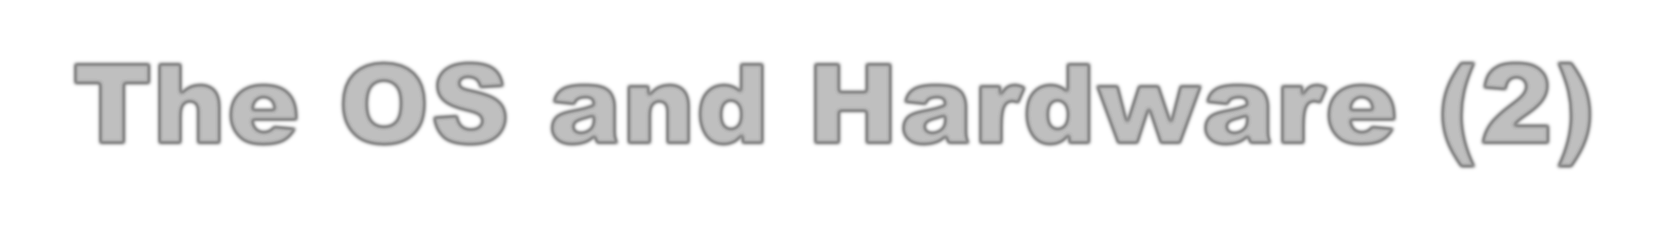 The OS and Hardware (2)